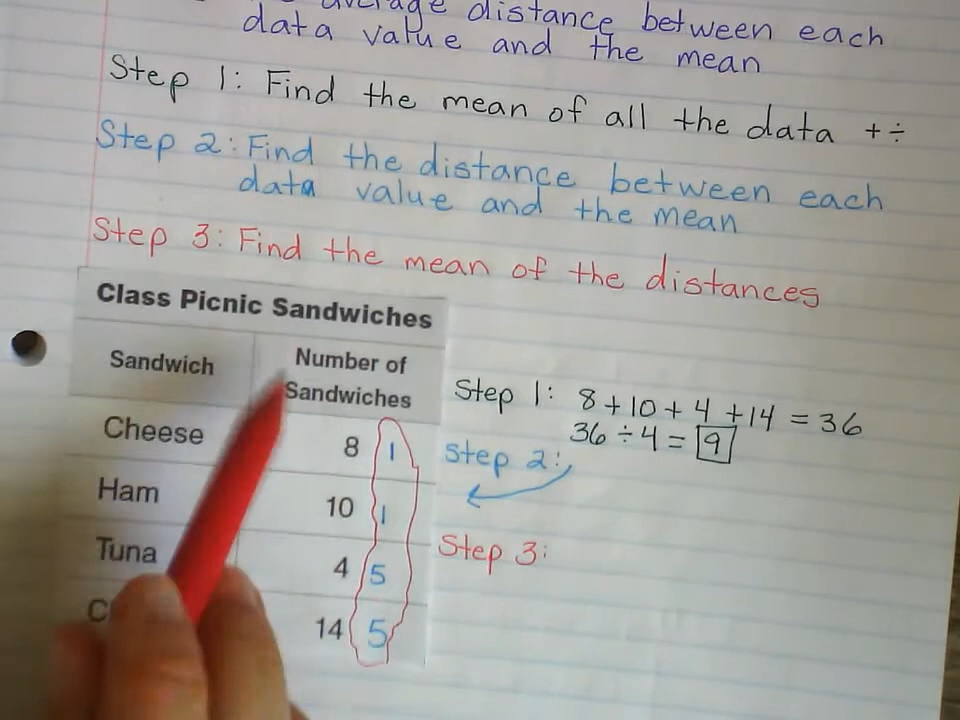 average distance between each
data value and the mean
Step 1: Find the mean of all the data + ÷
Step 2: Find the distance between each
data value and the mean
Step 3: Find the mean of the distances
Class Picnic Sandwiches
Sandwich Number of
Sandwiches
Cheese 8 1
Ham 10 1
Tuna 4 5
14 5
Step 1: 8 + 10 + 4 + 14 = 36
36 ÷ 4 = 9
Step 2:
Step 3: